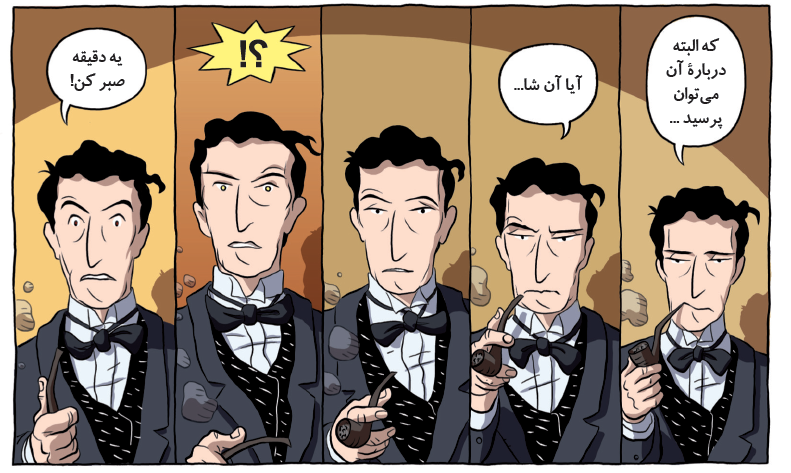 که البته
دربارهٔ آن
می‌توان
پرسید ...
آیا آن شا...
؟!
یه دقیقه
صبر کن!